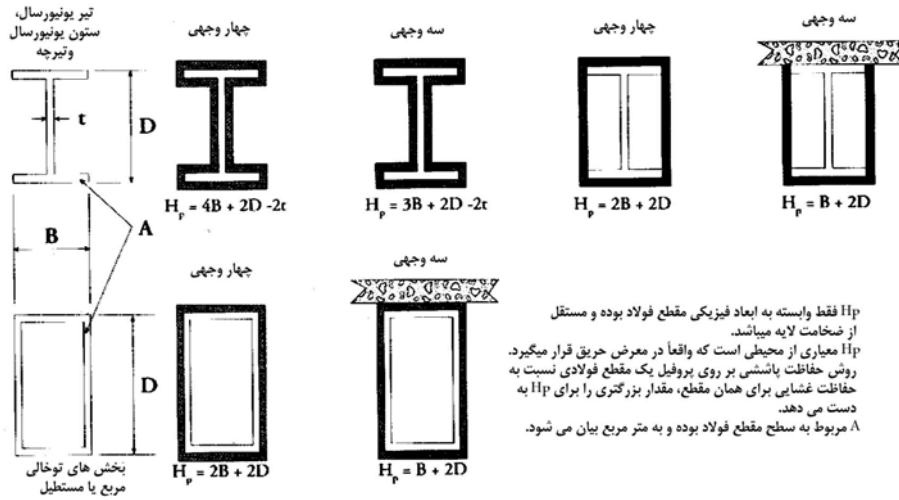 تیر یونیورسال،
ستون یونیورسال
وتیرچه
چهار وجهی
سه وجهی
چهار وجهی
سه وجهی
t
D
B
A
Hp = 4B + 2D -2t
Hp = 3B + 2D -2t
Hp = 2B + 2D
Hp = B + 2D
چهار وجهی
سه وجهی
D
بخش های توخالی
مربع یا مستطیل
Hp = 2B + 2D
Hp = B + 2D
Hp فقط وابسته به ابعاد فیزیکی مقطع فولاد بوده و مستقل
از ضخامت لایه میباشد.
Hp معیاری از محیطی است که واقعاً در معرض حریق قرار میگیرد.
روش حفاظت پاششی بر روی پروفیل یک مقطع فولادی نسبت به
حفاظت غشایی برای همان مقطع، مقدار بزرگتری را برای Hp به
دست می دهد.
A مربوط به سطح مقطع فولاد بوده و به متر مربع بیان می شود.